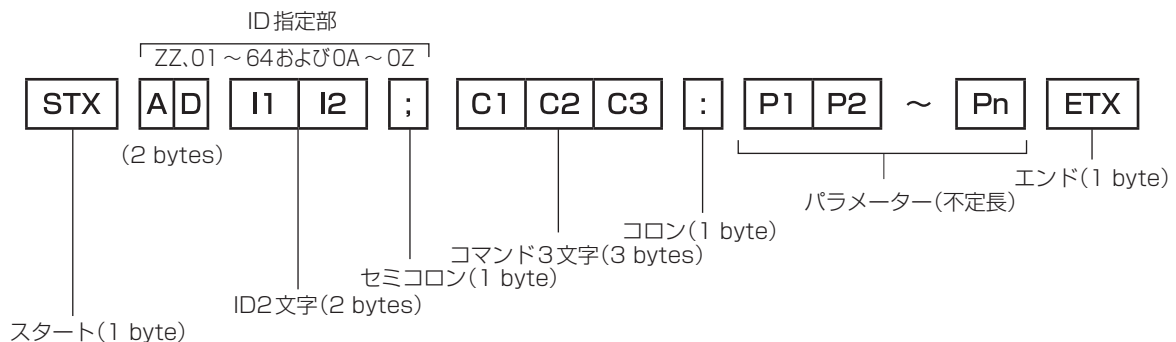 ID指定部
ZZ、01～64および0A～0Z
STX A D I1 I2 ; C1 C2 C3 : P1 P2 ～ Pn ETX
(2 bytes)
エンド(1 byte)
パラメーター(不定長)
コロン(1 byte)
コマンド3文字(3 bytes)
セミコロン(1 byte)
ID2文字(2 bytes)
スタート(1 byte)